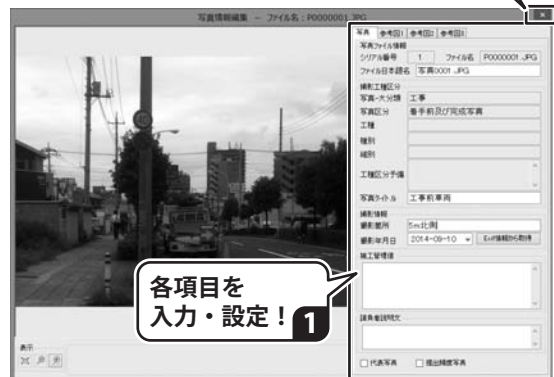 写真情報編集 － ファイル名：P0000001.JPG
写真 参考図1 参考図2 参考図3
写真ファイル情報
シリアル番号 1 ファイル名 P0000001.JPG
ファイル日本語名 写真0001.JPG
撮影工種区分
写真-大分類 工事
写真区分 着手前及び完成写真
工種
種別
細別
工種区分予備
写真タイトル 工事前車両
撮影情報
撮影箇所 5m北側
撮影年月日 2014-09-10 Exif情報から取得
施工管理値
請負者説明文
代表写真 提出頻度写真
表示
各項目を
入力・設定！
1
40